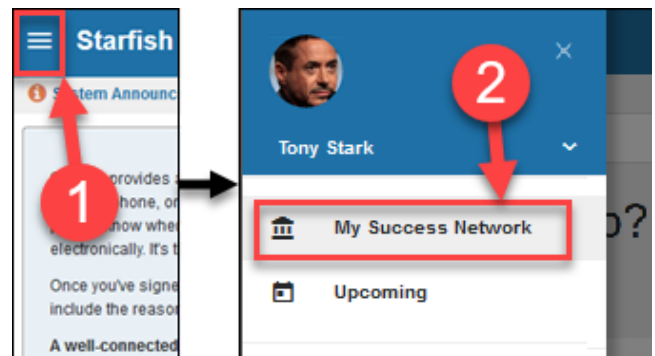 Starfish
System Announc
provides
hone, or
now whe
electronically. It's t
Once you've signe
include the reason
A well-connected
1
2
Tony Stark
My Success Network
Upcoming
p?